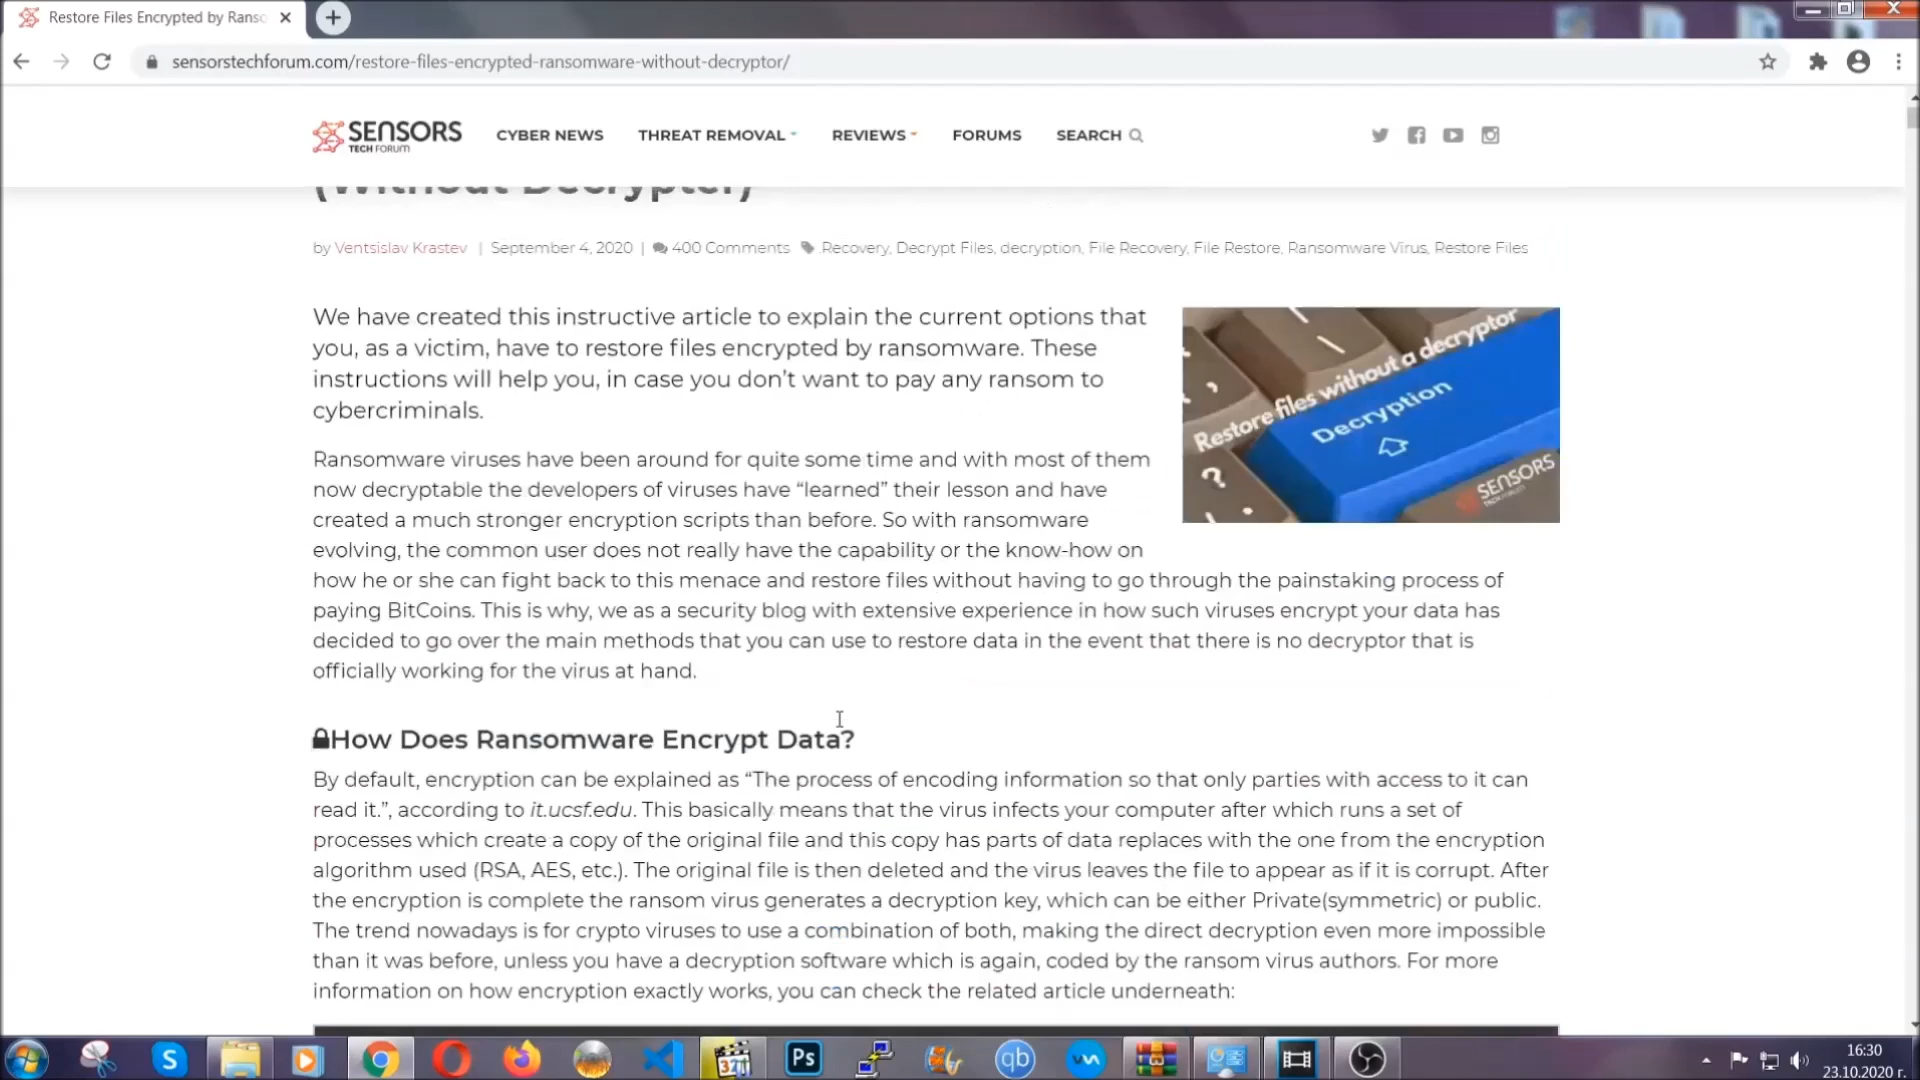 Restore Files Encrypted by Ranso
sensorstechforum.com/restore-files-encrypted-ransomware-without-decryptor/
SENSORS
TECH FORUM
CYBER NEWS THREAT REMOVAL REVIEWS FORUMS SEARCH
(Without Decrypter)
by Ventsislav Krastev | September 4, 2020 | 400 Comments Recovery, Decrypt Files, decryption, File Recovery, File Restore, Ransomware Virus, Restore Files
We have created this instructive article to explain the current options that
you, as a victim, have to restore files encrypted by ransomware. These
instructions will help you, in case you don’t want to pay any ransom to
cybercriminals.
Restore files without a decryptor
Decryption
SENSORS
Ransomware viruses have been around for quite some time and with most of them
now decryptable the developers of viruses have “learned” their lesson and have
created a much stronger encryption scripts than before. So with ransomware
evolving, the common user does not really have the capability or the know-how on
how he or she can fight back to this menace and restore files without having to go through the painstaking process of
paying BitCoins. This is why, we as a security blog with extensive experience in how such viruses encrypt your data has
decided to go over the main methods that you can use to restore data in the event that there is no decryptor that is
officially working for the virus at hand.
How Does Ransomware Encrypt Data?
By default, encryption can be explained as “The process of encoding information so that only parties with access to it can
read it.”, according to it.ucsf.edu. This basically means that the virus infects your computer after which runs a set of
processes which create a copy of the original file and this copy has parts of data replaces with the one from the encryption
algorithm used (RSA, AES, etc.). The original file is then deleted and the virus leaves the file to appear as if it is corrupt. After
the encryption is complete the ransom virus generates a decryption key, which can be either Private(symmetric) or public.
The trend nowadays is for crypto viruses to use a combination of both, making the direct decryption even more impossible
than it was before, unless you have a decryption software which is again, coded by the ransom virus authors. For more
information on how encryption exactly works, you can check the related article underneath:
S
321
Ps
qb
16:30
23.10.2020 г.